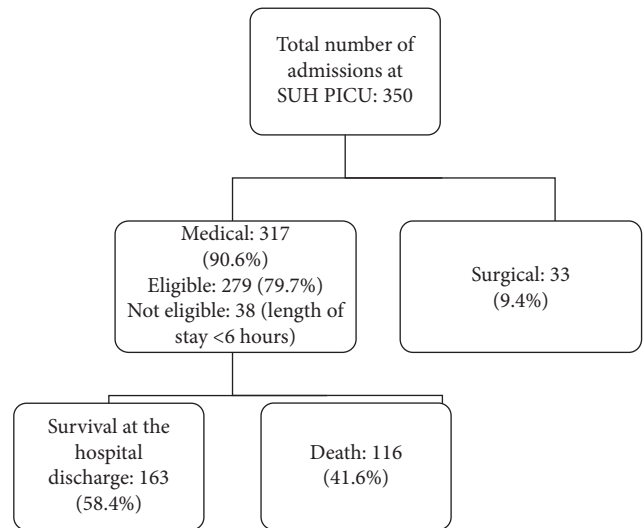 Total number of
admissions at
SUH PICU: 350
Medical: 317
(90.6%)
Eligible: 279 (79.7%)
Not eligible: 38 (length of
stay <6 hours)
Surgical: 33
(9.4%)
Survival at the
hospital
discharge: 163
(58.4%)
Death: 116
(41.6%)